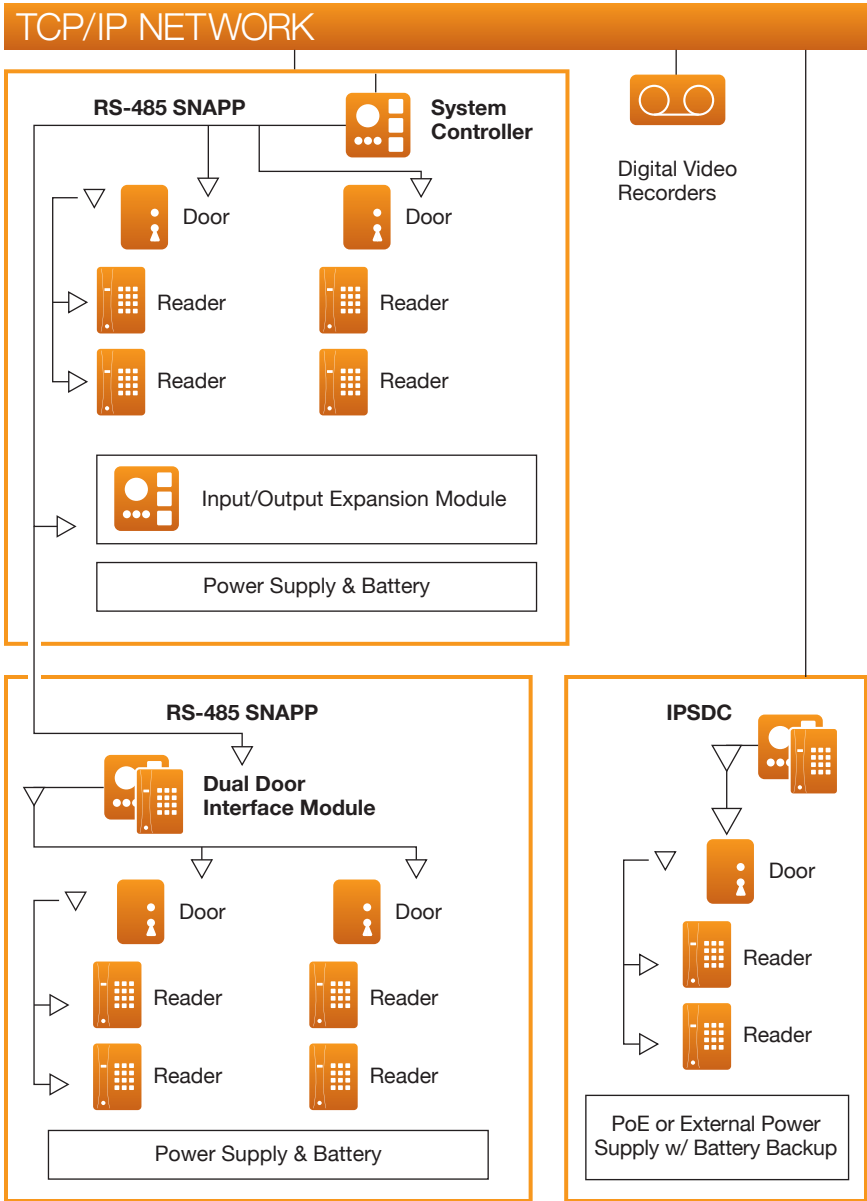 TCP/IP NETWORK
RS-485 SNAPP
System
Controller
Digital Video
Recorders
Door
Door
Reader
Reader
Reader
Reader
Input/Output Expansion Module
Power Supply & Battery
RS-485 SNAPP
Dual Door
Interface Module
Door
Door
Reader
Reader
Reader
Reader
Power Supply & Battery
IPSDC
Door
Reader
Reader
PoE or External Power
Supply w/ Battery Backup